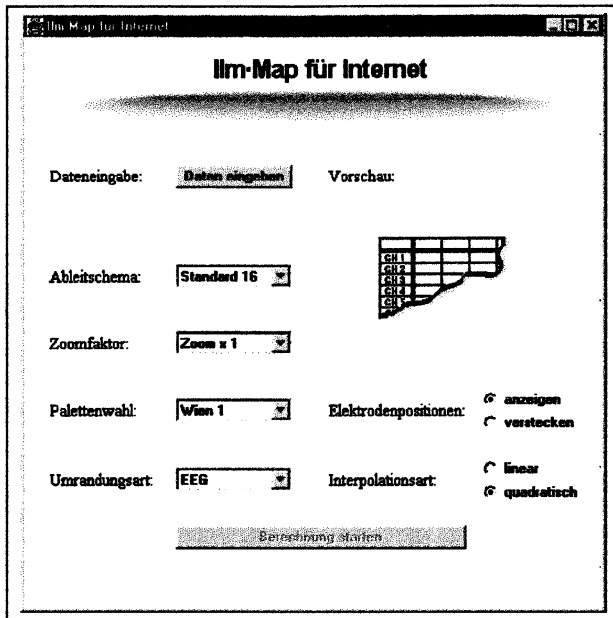 Ilm Map für Internet
Ilm·Map für Internet
Dateneingabe:
Daten eingeben
Vorschau:
CH 1
CH 2
CH 3
CH 4
Ableitschema:
Standard 16
Zoomfaktor:
Zoom x 1
Palettenwahl:
Wien 1
Elektrodenpositionen:
anzeigen
verstecken
Umrandungsart:
EEG
Interpolationsart:
linear
quadratisch
Berechnung starten